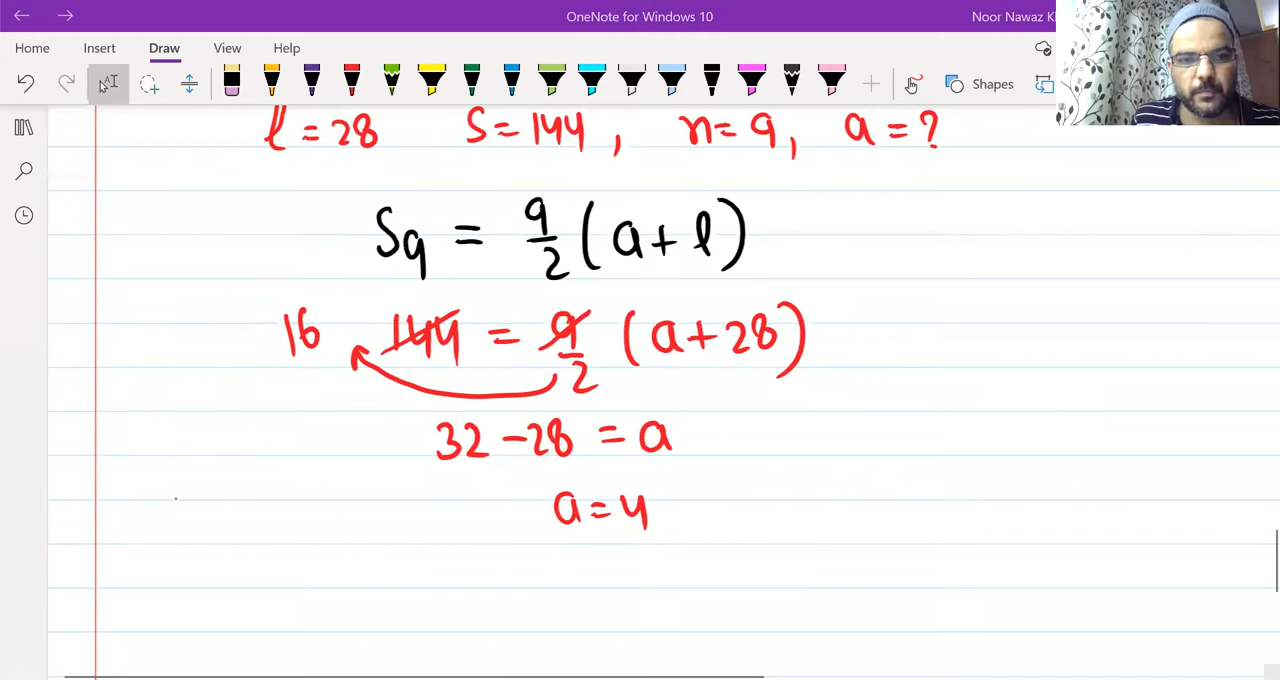 OneNote for Windows 10
Noor Nawaz
Home Insert Draw View Help
Shapes
l = 28 S = 144 , n = 9, a = ?
S9 = 9/2 (a + l)
16 144 = 9/2 (a + 28)
32 - 28 = a
a = 4